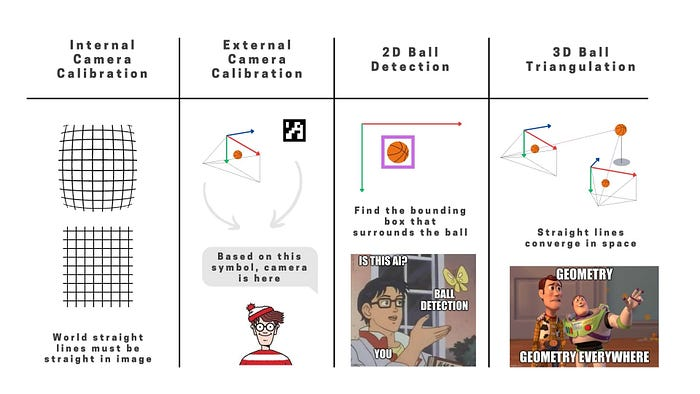 Internal
Camera
Calibration
External
Camera
Calibration
2D Ball
Detection
3D Ball
Triangulation
World straight
lines must be
straight in image
Based on this
symbol, camera
is here
Find the bounding
box that
surrounds the ball
IS THIS AI?
BALL
DETECTION
YOU
Straight lines
converge in space
GEOMETRY
GEOMETRY EVERYWHERE